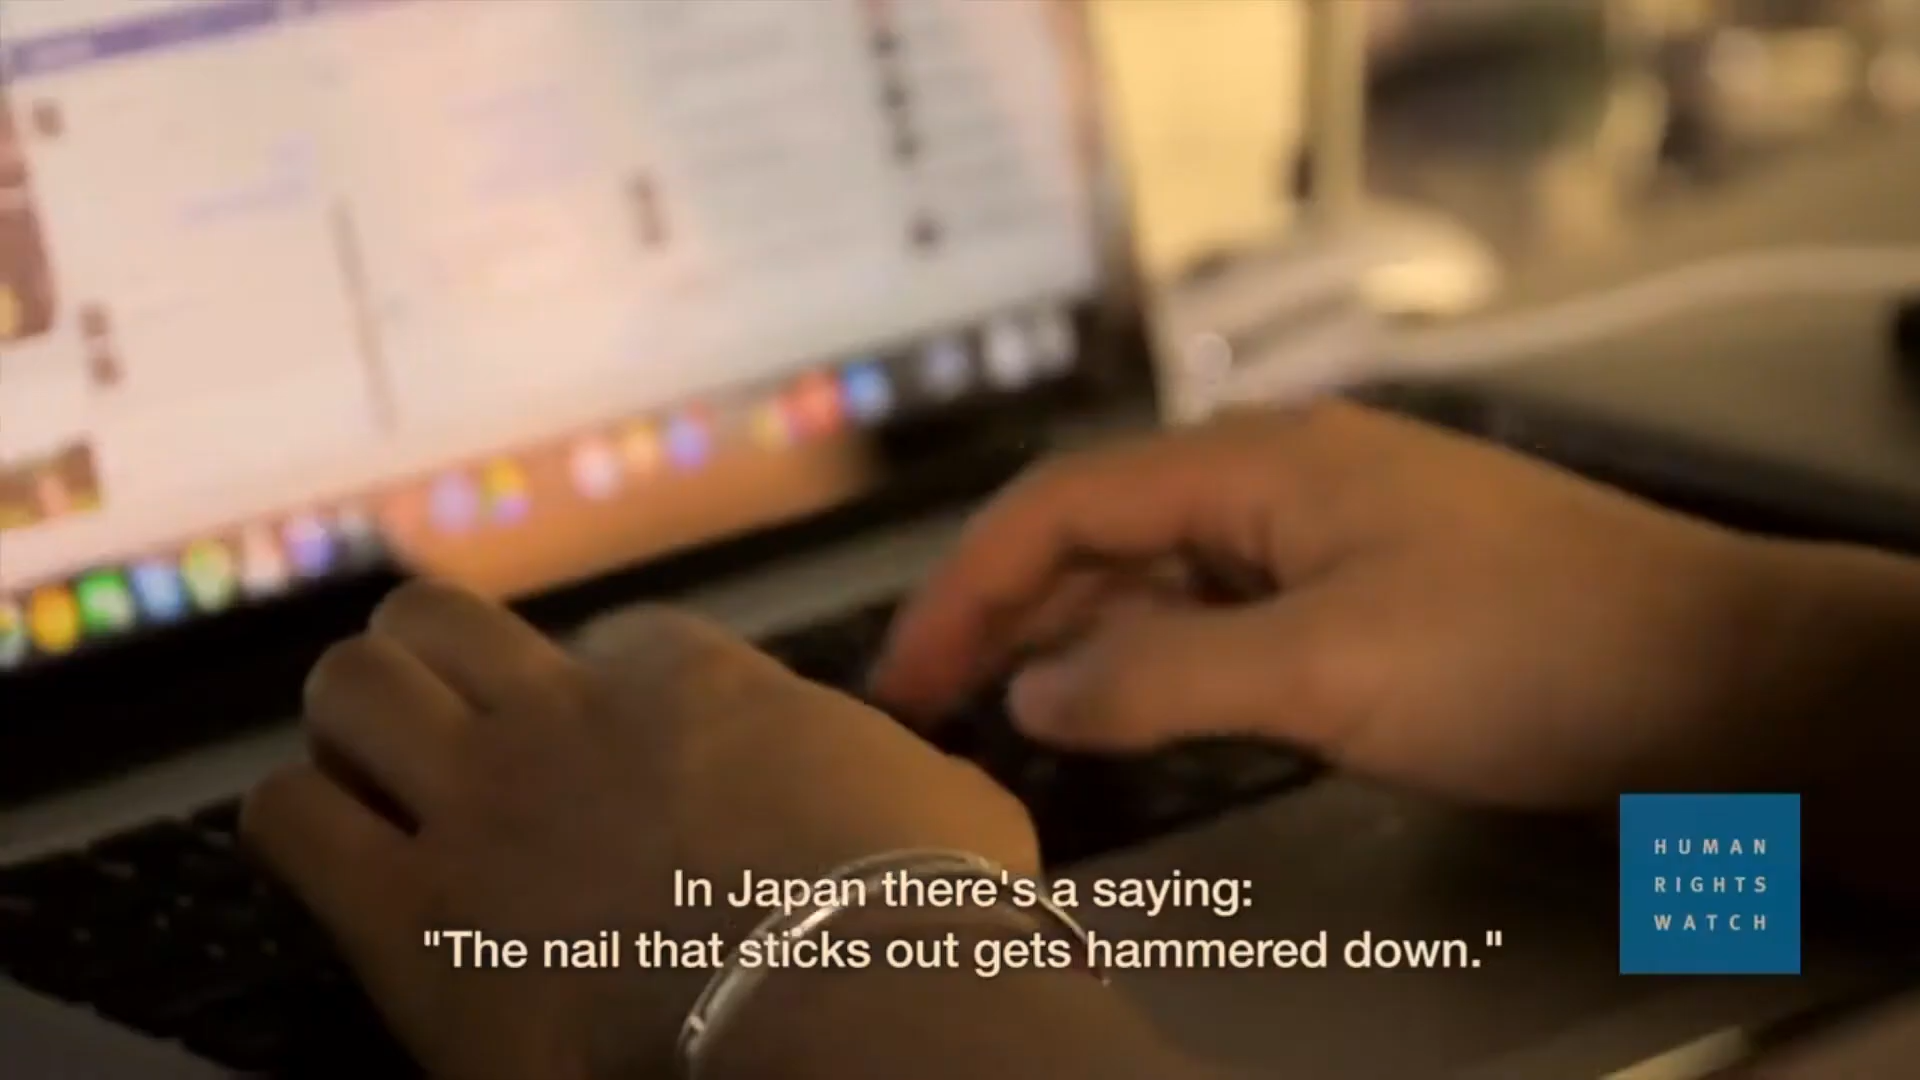 In Japan there's a saying:
"The nail that sticks out gets hammered down."
HUMAN
RIGHTS
WATCH